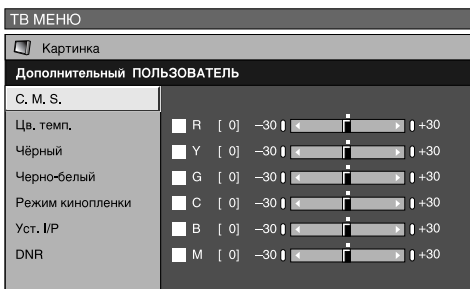 ТВ МЕНЮ
Картинка
Дополнительный ПОЛЬЗОВАТЕЛЬ
C. M. S.
Цв. темп. R [ 0] –30 +30
Чёрный Y [ 0] –30 +30
Черно-белый G [ 0] –30 +30
Режим кинопленки C [ 0] –30 +30
Уст. I/P B [ 0] –30 +30
DNR M [ 0] –30 +30